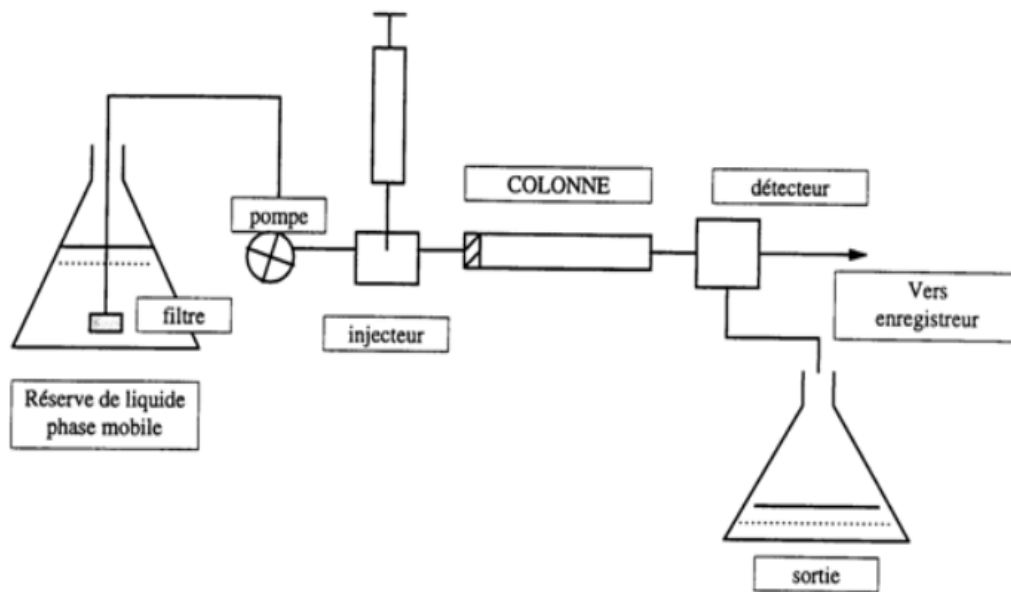 COLONNE
détecteur
pompe
filtre
injecteur
Vers
enregistreur
Réserve de liquide
phase mobile
sortie